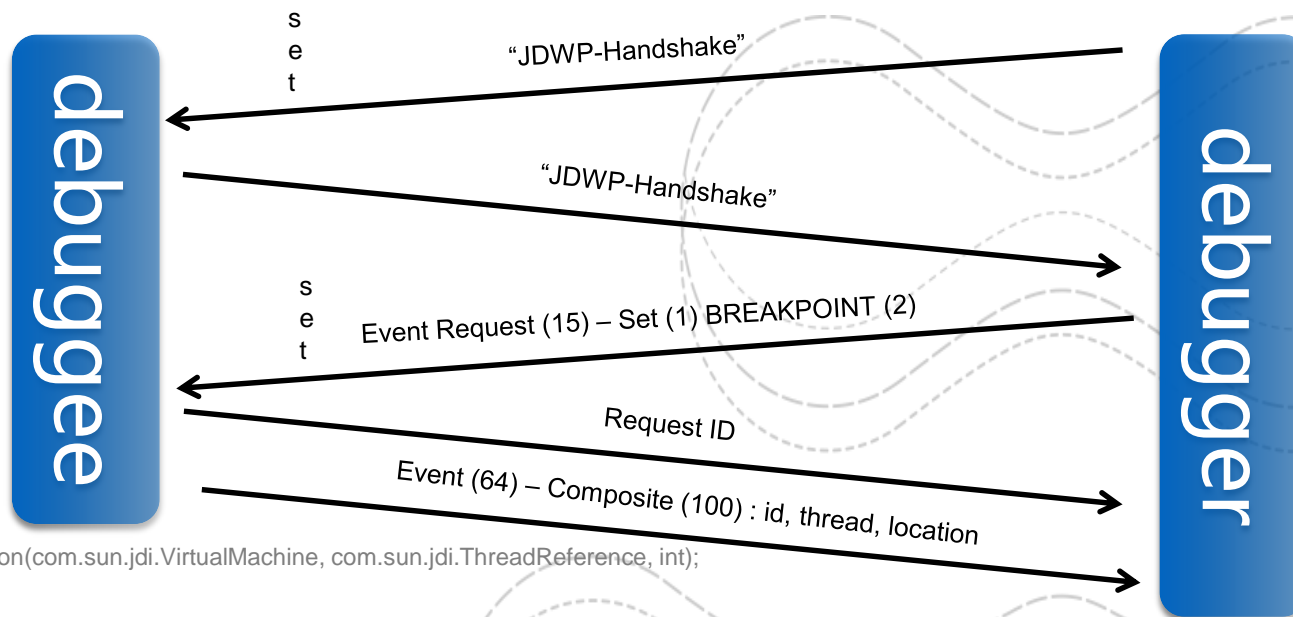 s
e
t
“JDWP-Handshake”
debuggee
debugger
“JDWP-Handshake”
s
e
t
Event Request (15) – Set (1) BREAKPOINT (2)
Request ID
Event (64) – Composite (100) : id, thread, location
on(com.sun.jdi.VirtualMachine, com.sun.jdi.ThreadReference, int);